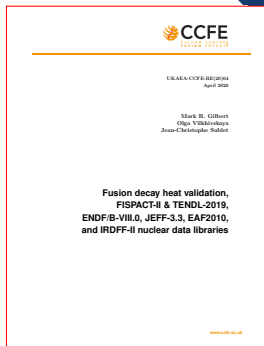 CCFE
CULHAM CENTRE
FUSION ENERGY
UKAEA-CCFE-RE(20)04
April 2020
Mark R. Gilbert
Olga Vilkhivskaya
Jean-Christophe Sublet
Fusion decay heat validation,
FISPACT-II & TENDL-2019,
ENDF/B-VIII.0, JEFF-3.3, EAF2010,
and IRDFF-II nuclear data libraries
www.ccfe.ac.uk